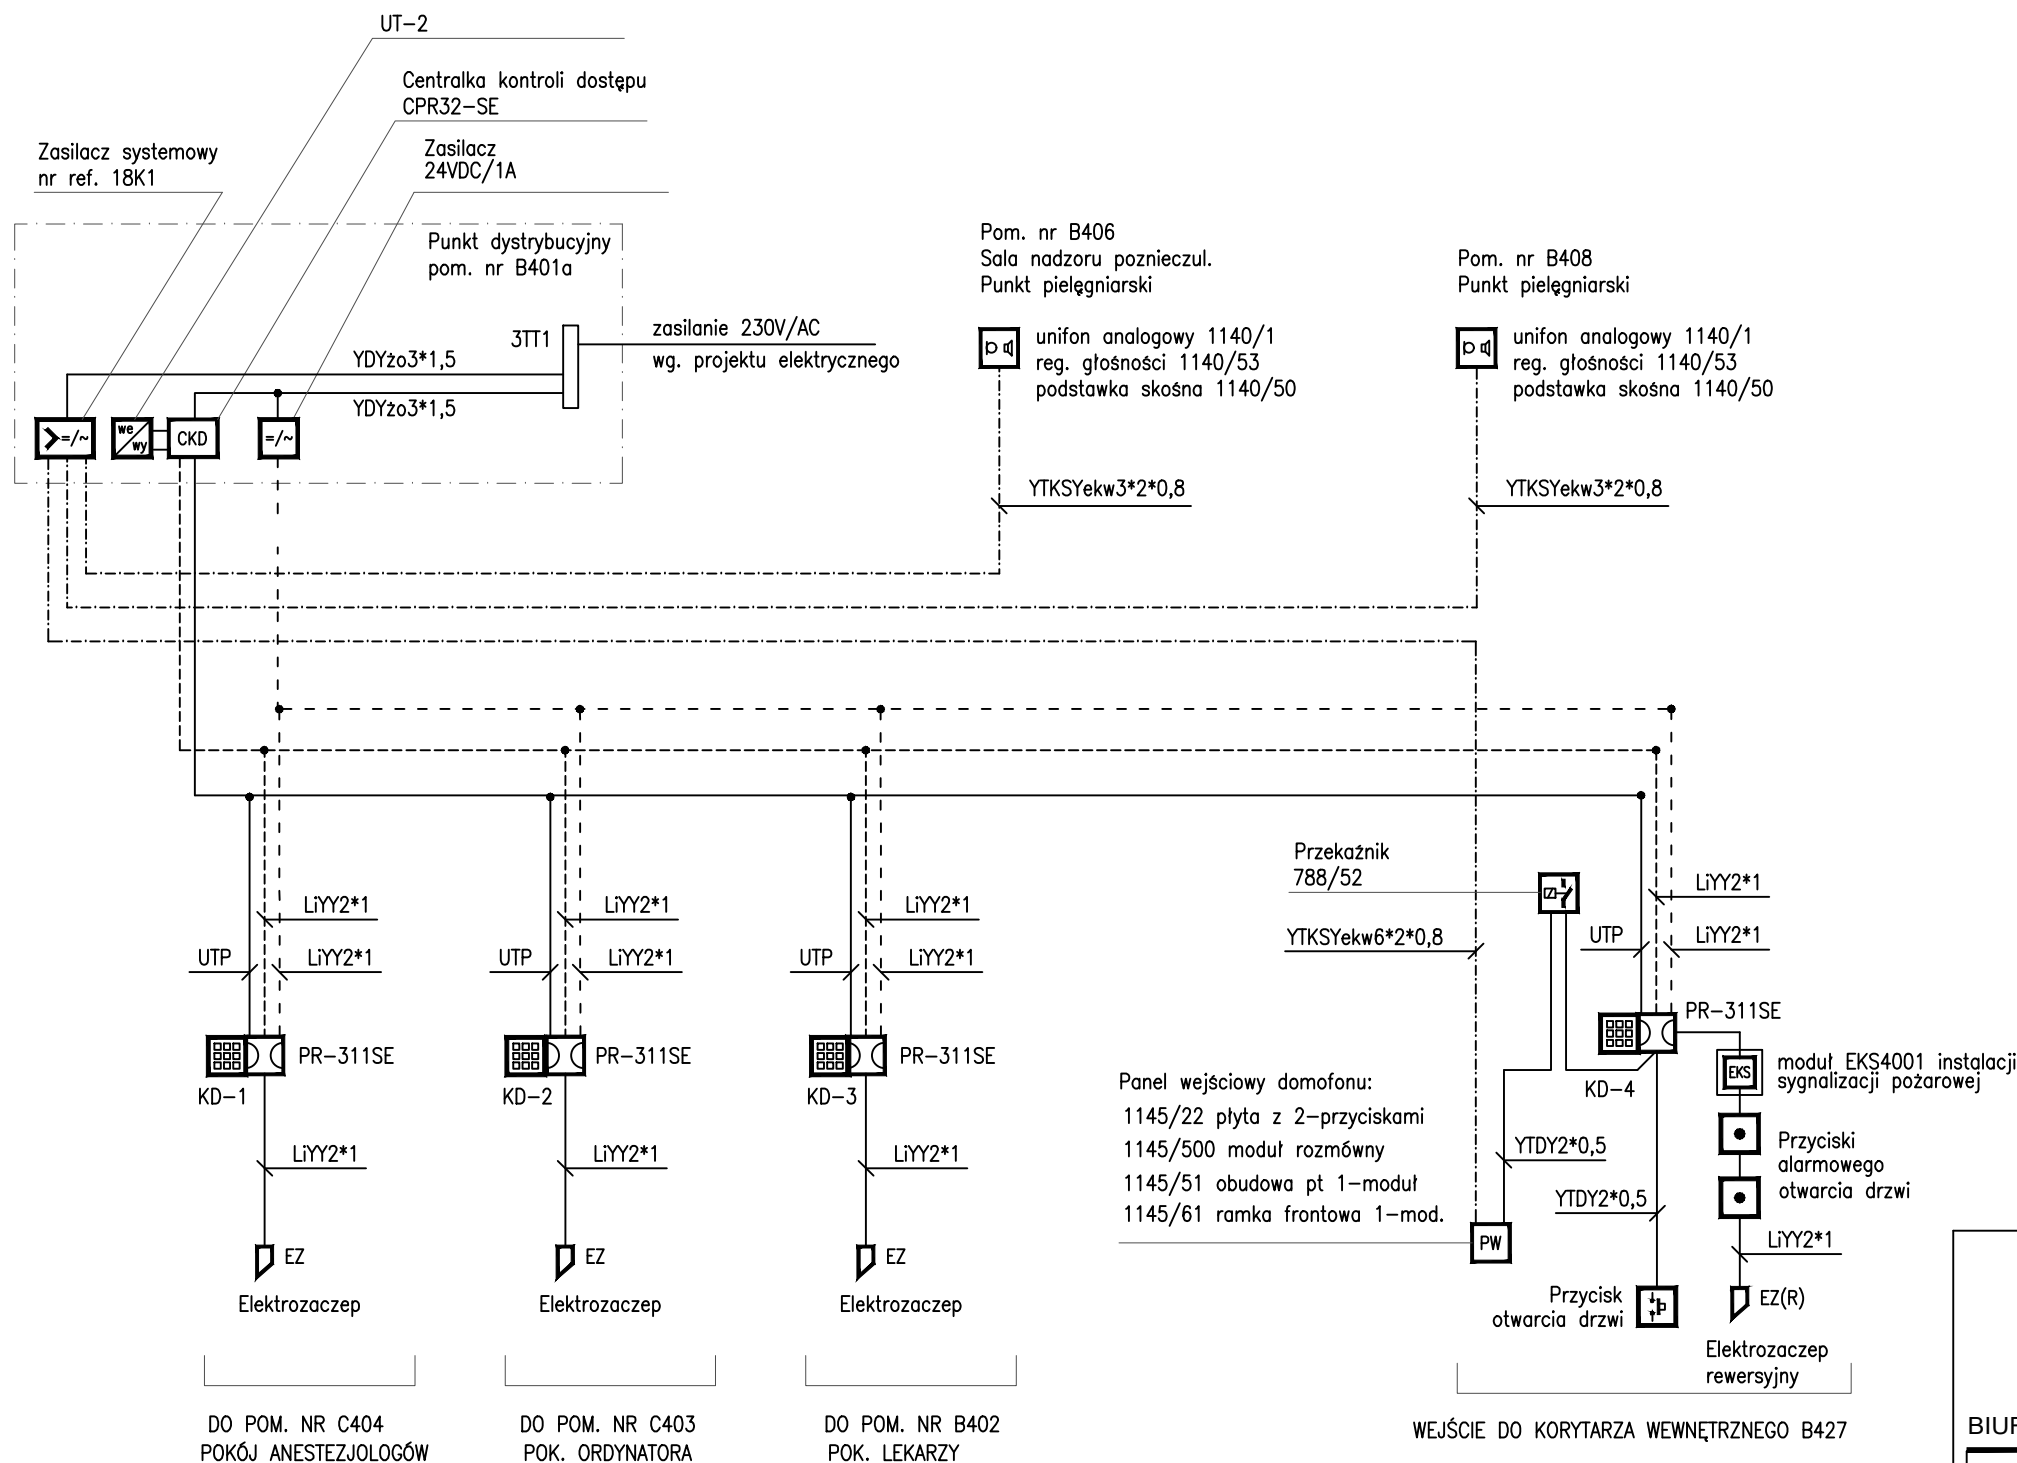 UT-2
Centralka kontroli dostępu
CPR32-SE
Zasilacz systemowy
nr ref. 18K1
Zasilacz
24VDC/1A
Punkt dystrybucyjny
pom. nr B401a
Pom. nr B406
Sala nadzoru poznieczul.
Punkt pielęgniarski
Pom. nr B408
Punkt pielęgniarski
3TT1
zasilanie 230V/AC
wg. projektu elektrycznego
YDYżo3*1,5
YDYżo3*1,5
unifon analogowy 1140/1
reg. głośności 1140/53
podstawka skośna 1140/50
unifon analogowy 1140/1
reg. głośności 1140/53
podstawka skośna 1140/50
=/~
we
wy
CKD
=/~
YTKSYekw3*2*0,8
YTKSYekw3*2*0,8
Przekaźnik
788/52
YTKSYekw6*2*0,8
LiYY2*1
UTP
LiYY2*1
LiYY2*1
UTP
LiYY2*1
LiYY2*1
UTP
LiYY2*1
LiYY2*1
UTP
LiYY2*1
PR-311SE
KD-1
PR-311SE
KD-2
PR-311SE
KD-3
PR-311SE
KD-4
EKS
moduł EKS4001 instalacji
sygnalizacji pożarowej
Panel wejściowy domofonu:
1145/22 płyta z 2-przyciskami
1145/500 moduł rozmówny
1145/51 obudowa pt 1-moduł
1145/61 ramka frontowa 1-mod.
Przyciski
alarmowego
otwarcia drzwi
LiYY2*1
LiYY2*1
LiYY2*1
YTDY2*0,5
YTDY2*0,5
LiYY2*1
PW
EZ
Elektrozaczep
EZ
Elektrozaczep
EZ
Elektrozaczep
Przycisk
otwarcia drzwi
EZ(R)
Elektrozaczep
rewersyjny
DO POM. NR C404
POKÓJ ANESTEZJOLOGÓW
DO POM. NR C403
POK. ORDYNATORA
DO POM. NR B402
POK. LEKARZY
WEJŚCIE DO KORYTARZA WEWNĘTRZNEGO B427